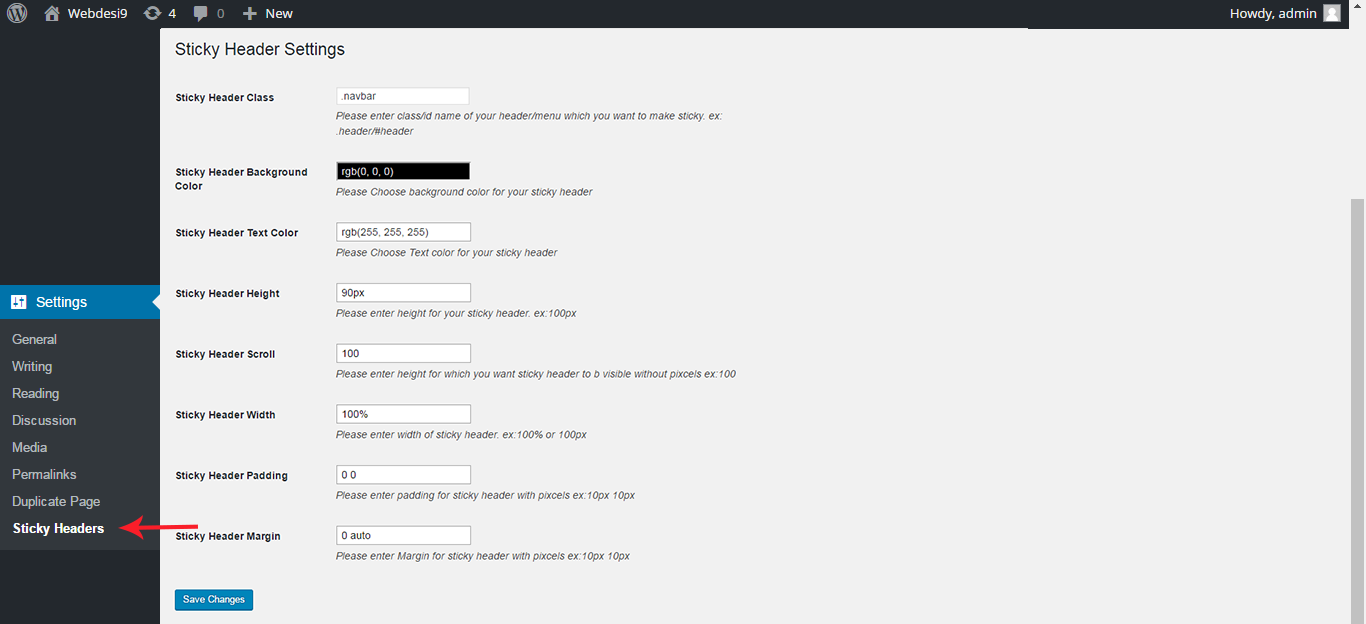 Webdesi9 4 0 New Howdy, admin
Sticky Header Settings
Sticky Header Class .navbar
Please enter class/id name of your header/menu which you want to make sticky. ex:
.header/#header
Sticky Header Background
Color
rgb(0, 0, 0)
Please Choose background color for your sticky header
Sticky Header Text Color rgb(255, 255, 255)
Please Choose Text color for your sticky header
Sticky Header Height 90px
Please enter height for your sticky header. ex:100px
Sticky Header Scroll 100
Please enter height for which you want sticky header to b visible without pixcels ex:100
Sticky Header Width 100%
Please enter width of sticky header. ex:100% or 100px
Sticky Header Padding 0 0
Please enter padding for sticky header with pixcels ex:10px 10px
Sticky Header Margin 0 auto
Please enter Margin for sticky header with pixcels ex:10px 10px
Save Changes
Settings
General
Writing
Reading
Discussion
Media
Permalinks
Duplicate Page
Sticky Headers